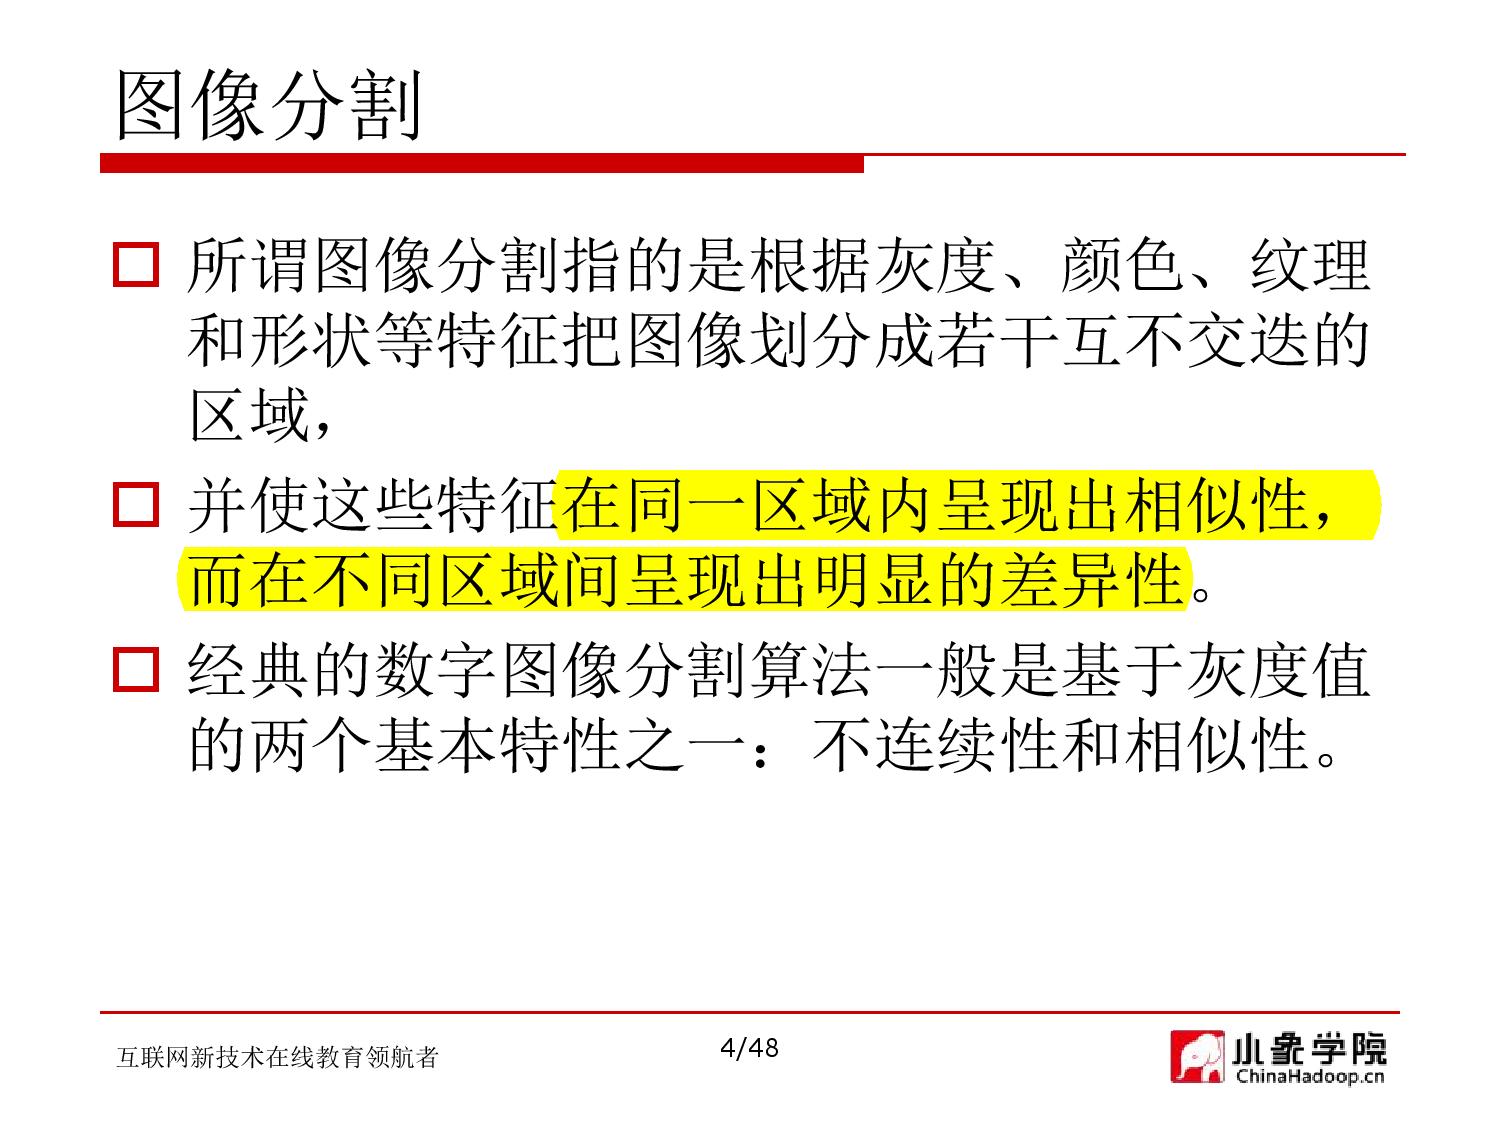 图像分割
所谓图像分割指的是根据灰度、颜色、纹理
和形状等特征把图像划分成若干互不交迭的
区域，
并使这些特征在同一区域内呈现出相似性，
而在不同区域间呈现出明显的差异性。
经典的数字图像分割算法一般是基于灰度值
的两个基本特性之一：不连续性和相似性。
互联网新技术在线教育领航者
4/48
小象学院
ChinaHadoop.cn